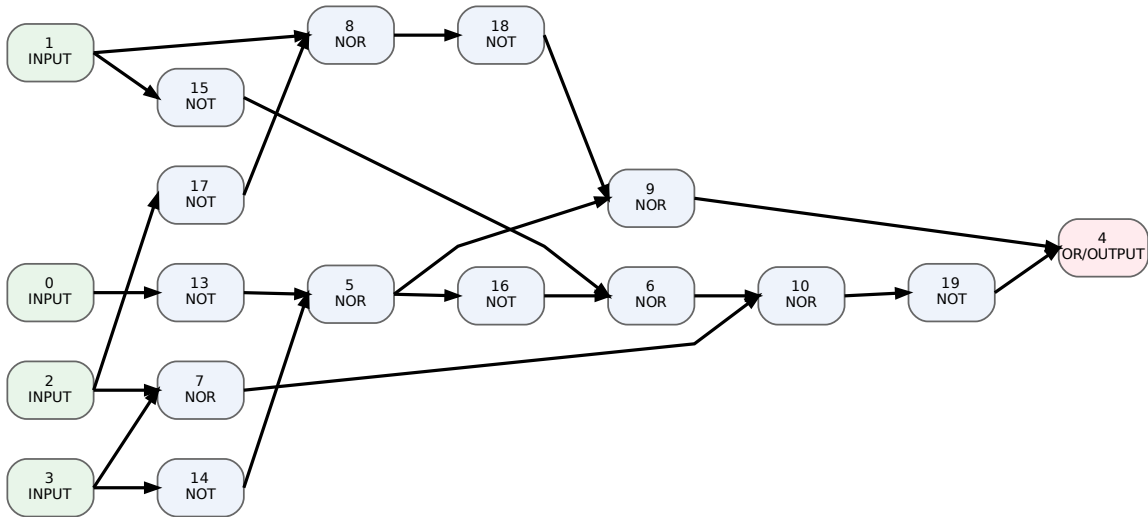 1
INPUT
8
NOR
18
NOT
15
NOT
17
NOT
9
NOR
4
OR/OUTPUT
0
INPUT
13
NOT
5
NOR
16
NOT
6
NOR
10
NOR
19
NOT
2
INPUT
7
NOR
3
INPUT
14
NOT